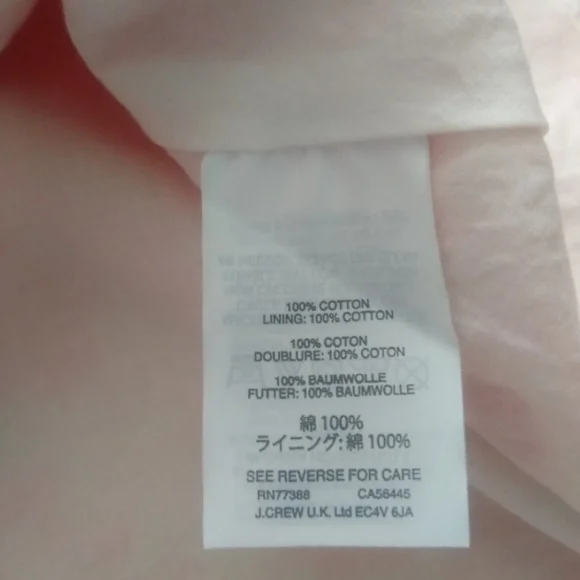 100% COTTON
LINING: 100% COTTON
100% COTON
DOUBLURE: 100% COTON
100% BAUMWOLLE
FUTTER: 100% BAUMWOLLE
綿 100%
ライニング: 綿 100%
SEE REVERSE FOR CARE
RN77388 CA56445
J.CREW U.K. Ltd EC4V 6JA